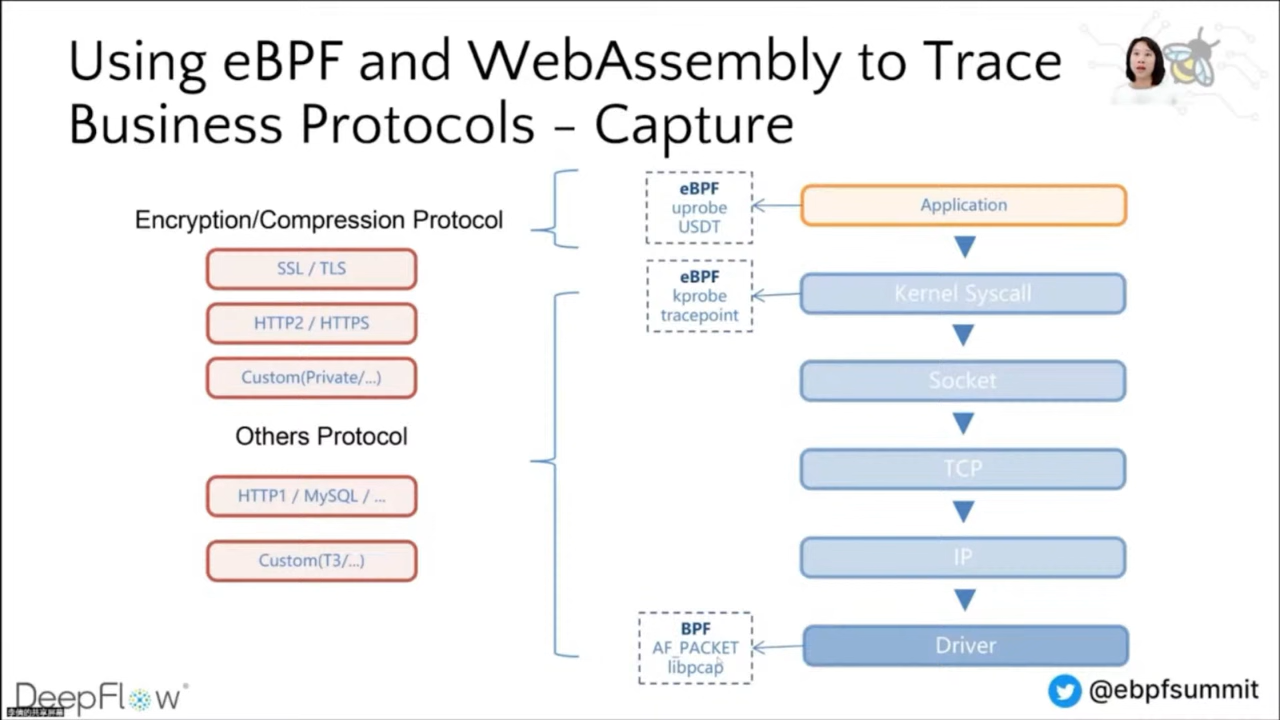 Using eBPF and WebAssembly to Trace
Business Protocols – Capture
Encryption/Compression Protocol
SSL / TLS
HTTP2 / HTTPS
Custom(Private/...)
Others Protocol
HTTP1 / MySQL / ...
Custom(T3/...)
eBPF
uprobe
USDT
eBPF
kprobe
tracepoint
BPF
AF_PACKET
libpcap
Application
Kernel Syscall
Socket
TCP
IP
Driver
DeepFlow®
@ebpfsummit